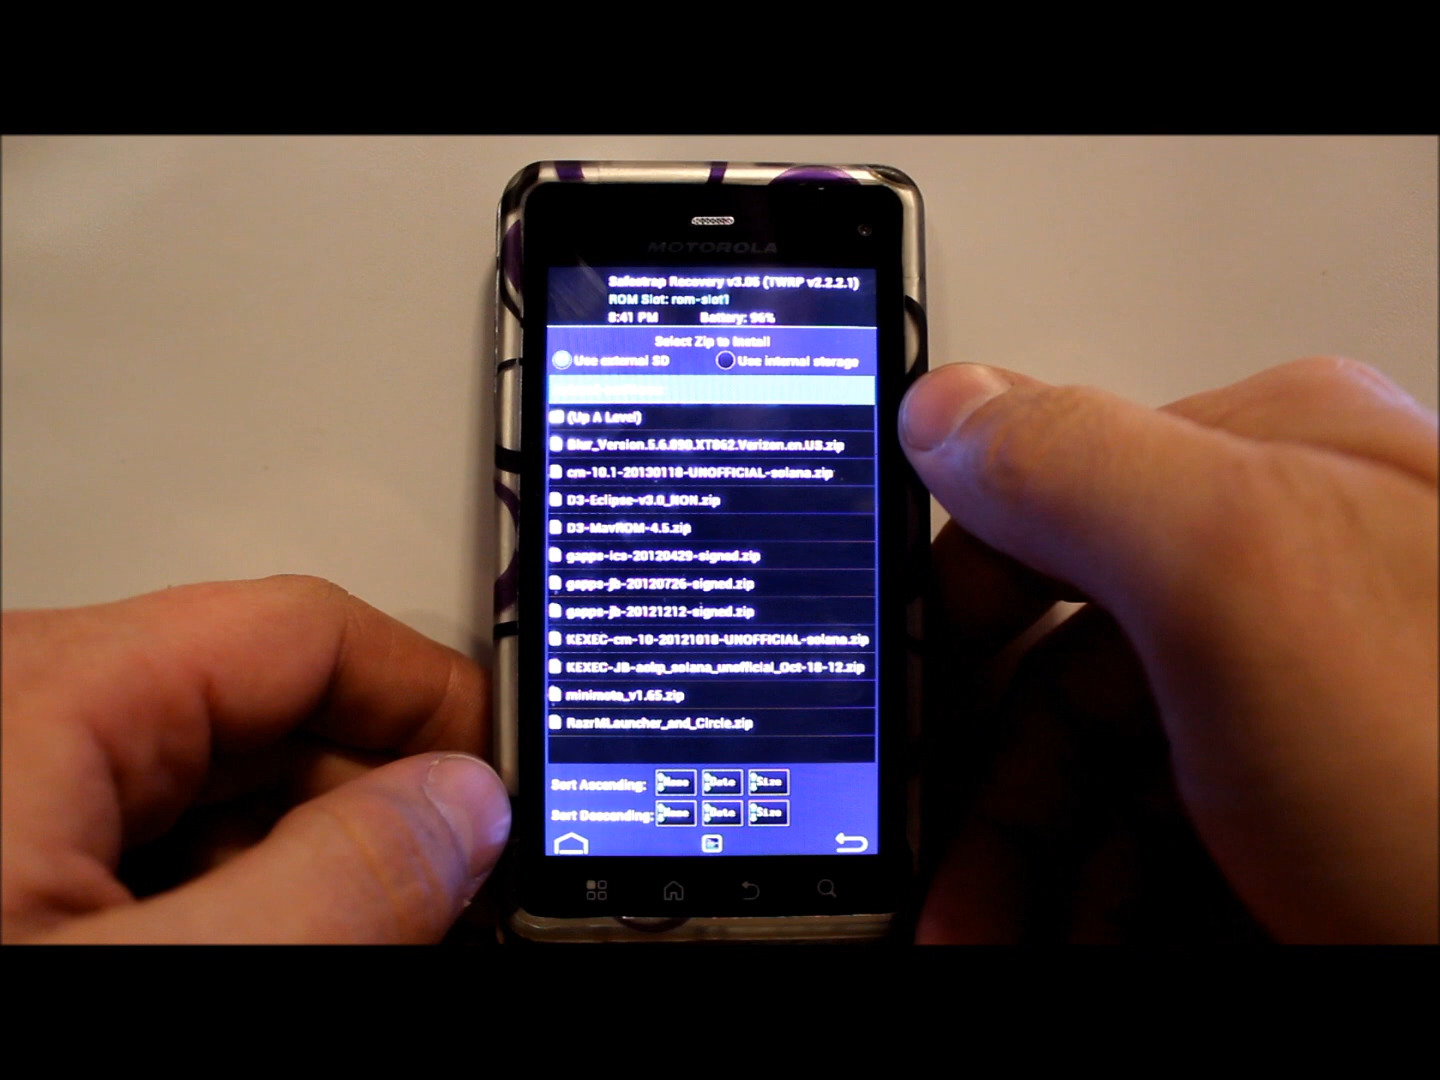 MOTOROLA
Safestrap Recovery v3.05 (TWRP v2.2.2.1)
ROM Slot: rom-slot1
8:41 PM Battery: 96%
Select Zip to Install
Use external SD Use internal storage
(Up A Level)
Blur_Version.5.6.890.XT862.Verizon.en.US.zip
cm-10.1-20130118-UNOFFICIAL-solana.zip
D3-Eclipse-v3.0_NON.zip
D3-MavROM-4.5.zip
gapps-ics-20120429-signed.zip
gapps-jb-20120726-signed.zip
gapps-jb-20121212-signed.zip
KEXEC-cm-10-20121018-UNOFFICIAL-solana.zip
KEXEC-JB-aokp_solana_unofficial_Oct-18-12.zip
minimoto_v1.65.zip
RazrMLauncher_and_Circle.zip
Sort Ascending: Name Date Size
Sort Descending: Name Date Size